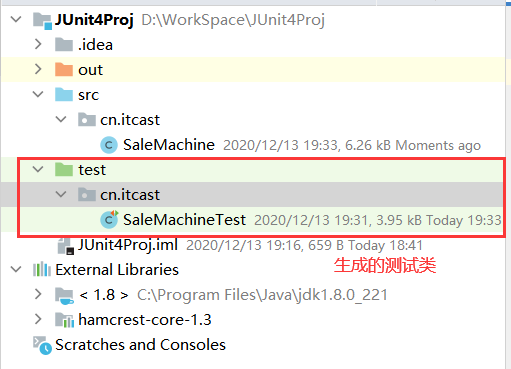 JUnit4Proj D:\WorkSpace\JUnit4Proj
.idea
out
src
cn.itcast
SaleMachine 2020/12/13 19:33, 6.26 kB Moments ago
test
cn.itcast
SaleMachineTest 2020/12/13 19:31, 3.95 kB Today 19:33
JUnit4Proj.iml 2020/12/13 19:16, 659 B Today 18:41
生成的测试类
External Libraries
< 1.8 > C:\Program Files\Java\jdk1.8.0_221
hamcrest-core-1.3
Scratches and Consoles